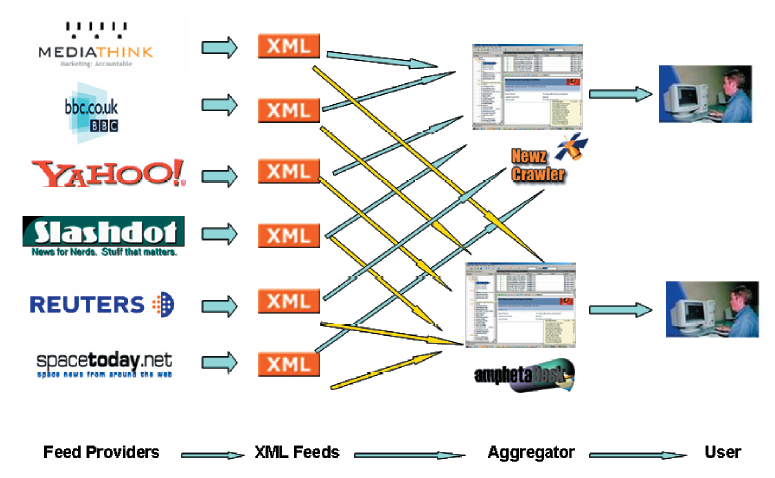 MEDIATHINK
Marketing: Accountable
XML
bbc.co.uk
BBC
XML
YAHOO!
XML
Newz
Crawler
Slashdot
News for Nerds. Stuff that matters.
XML
REUTERS
XML
spacetoday.net
space news from around the web
XML
amphetaDesk
Feed Providers
XML Feeds
Aggregator
User